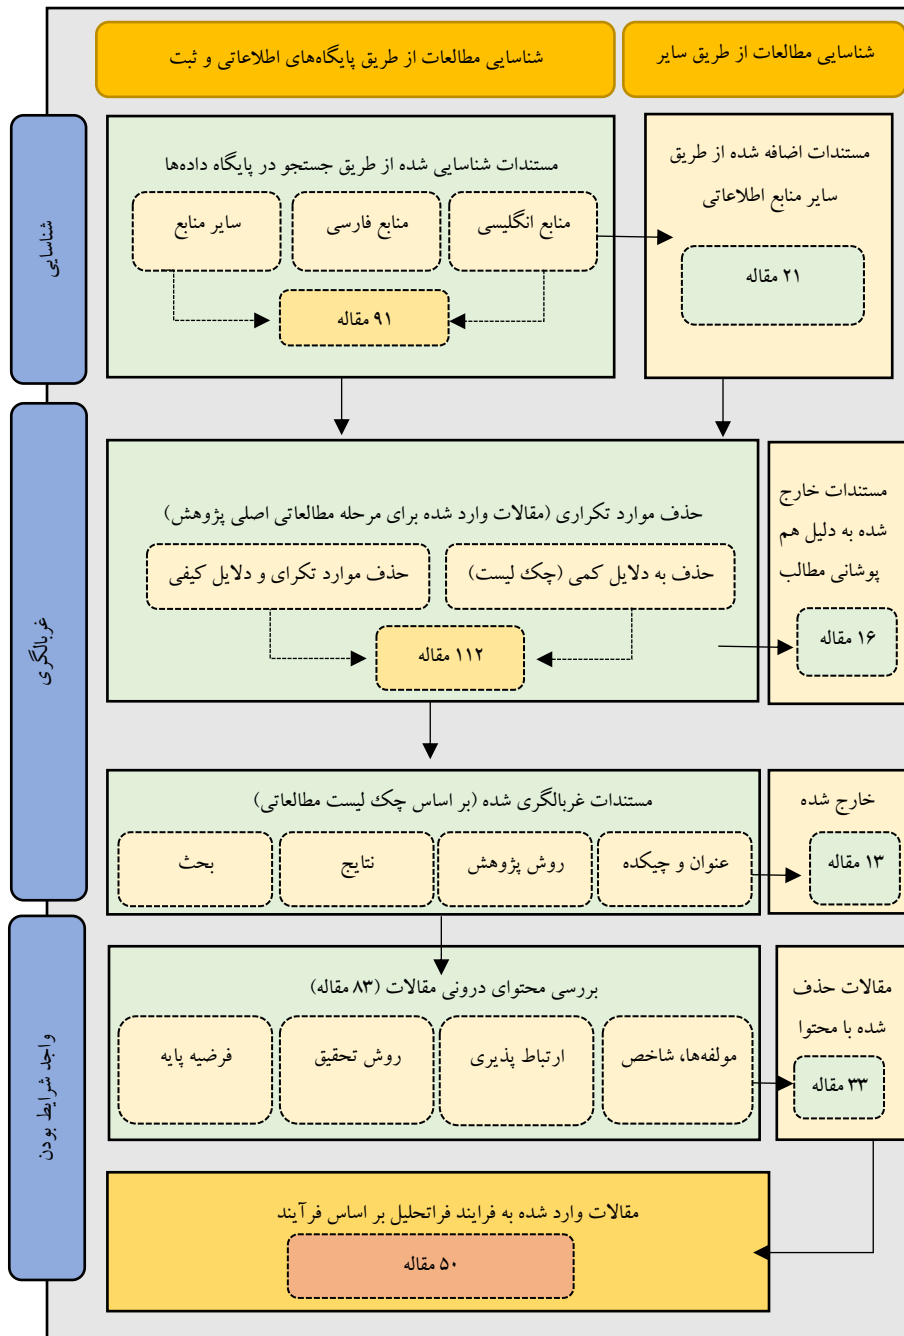 شناسایی مطالعات از طریق سایر
شناسایی مطالعات از طریق پایگاه‌های اطلاعاتی و ثبت
شناسایی
مستندات اضافه شده از طریق
سایر منابع اطلاعاتی
۲۱ مقاله
مستندات شناسایی شده از طریق جستجو در پایگاه داده‌ها
منابع انگلیسی
منابع فارسی
سایر منابع
۹۱ مقاله
غربالگری
حذف موارد تکراری (مقالات وارد شده برای مرحله مطالعاتی اصلی پژوهش)
حذف به دلایل کمی (چک لیست)
حذف موارد تکرای و دلایل کیفی
۱۱۲ مقاله
مستندات خارج
شده به دلیل هم
پوشانی مطالب
۱۶ مقاله
مستندات غربالگری شده (بر اساس چک لیست مطالعاتی)
عنوان و چیکده
روش پژوهش
نتایج
بحث
خارج شده
۱۳ مقاله
واجد شرایط بودن
بررسی محتوای درونی مقالات (۸۳ مقاله)
مولفه‌ها، شاخص
ارتباط پذیری
روش تحقیق
فرضیه پایه
مقالات حذف
شده با محتوا
۳۳ مقاله
مقالات وارد شده به فرایند فراتحلیل بر اساس فرآیند
۵۰ مقاله